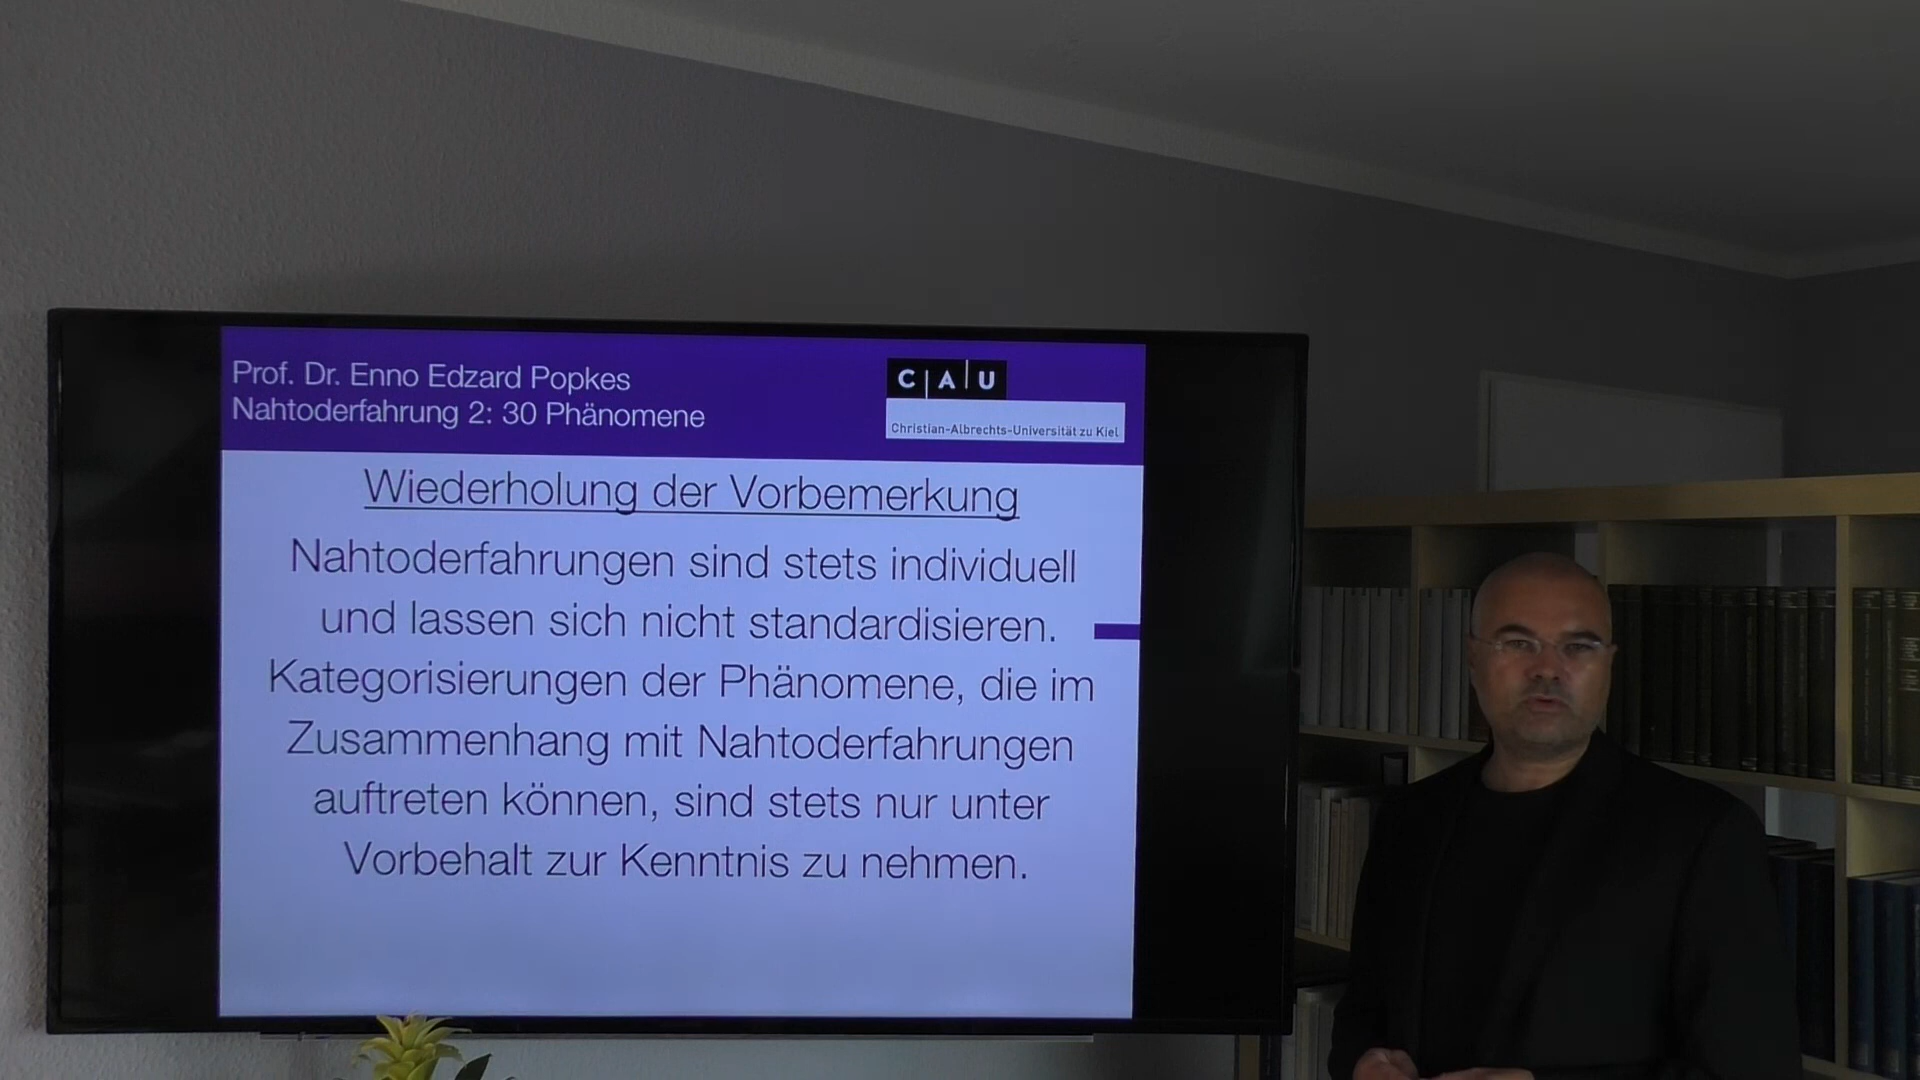 Prof. Dr. Enno Edzard Popkes
Nahtoderfahrung 2: 30 Phänomene
C A U
Christian-Albrechts-Universität zu Kiel
Wiederholung der Vorbemerkung
Nahtoderfahrungen sind stets individuell
und lassen sich nicht standardisieren.
Kategorisierungen der Phänomene, die im
Zusammenhang mit Nahtoderfahrungen
auftreten können, sind stets nur unter
Vorbehalt zur Kenntnis zu nehmen.